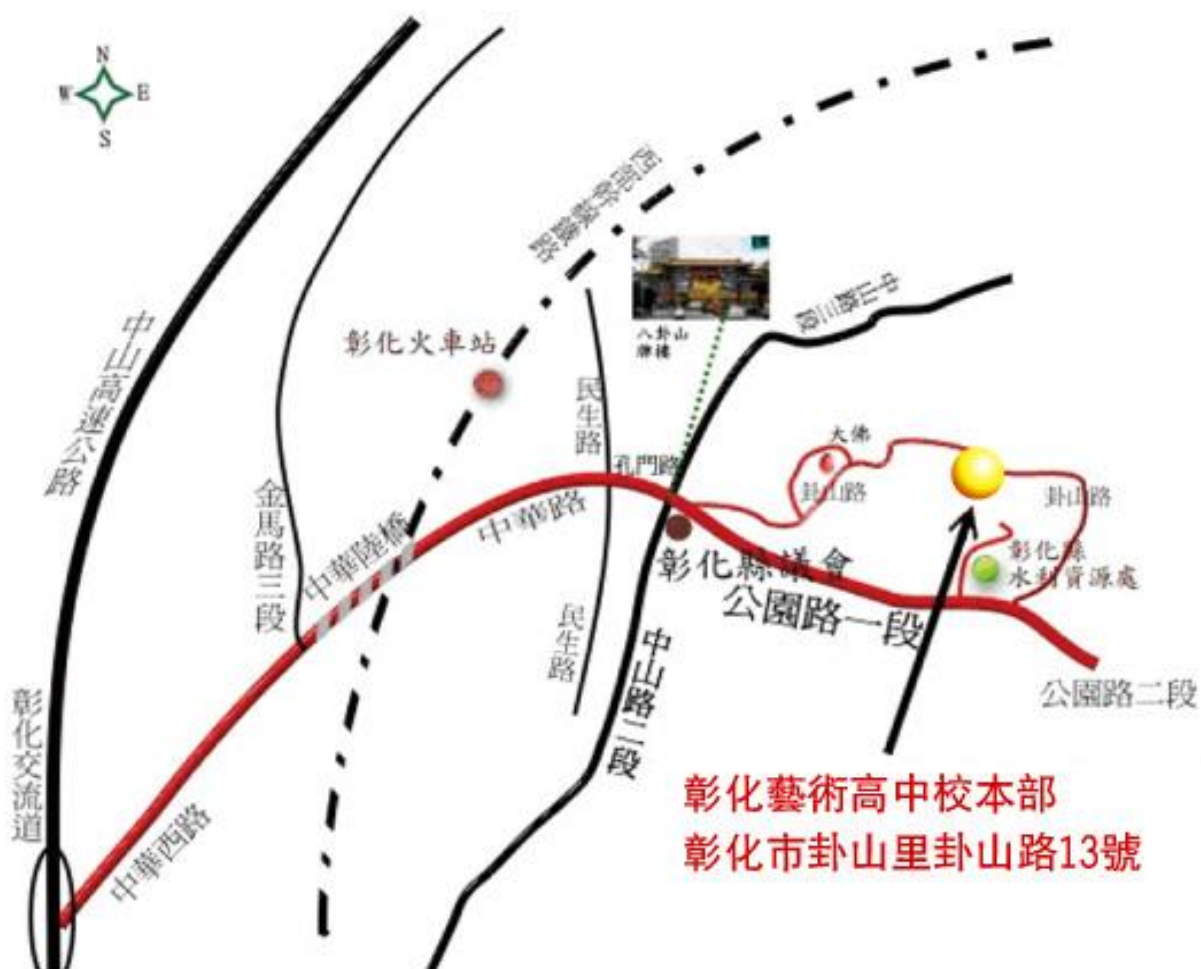 N
W
E
S
西部幹線鐵路
中山高速公路
彰化火車站
八卦山
牌樓
中山路三段
民生路
孔門路
大佛
卦山路
卦山路
金馬路三段
中華陸橋
中華路
彰化縣議會
彰化縣
水利資源處
公園路一段
民生路
中山路二段
公園路二段
彰化交流道
中華西路
彰化藝術高中校本部
彰化市卦山里卦山路13號